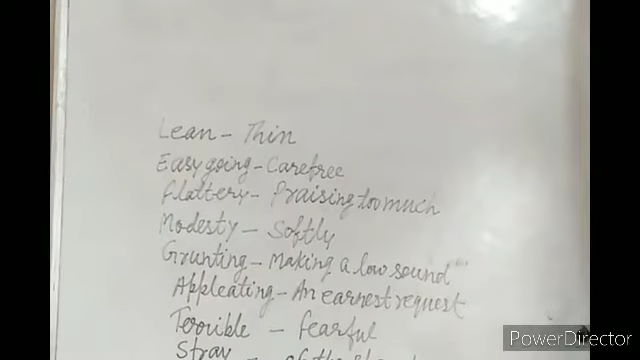 Lean - Thin
Easy going - Carefree
Flattery - Praising too much
Modesty - Softly
Grunting - Making a low sound
Appleating - An earnest request
Terrible - fearful
Stray -
PowerDirector